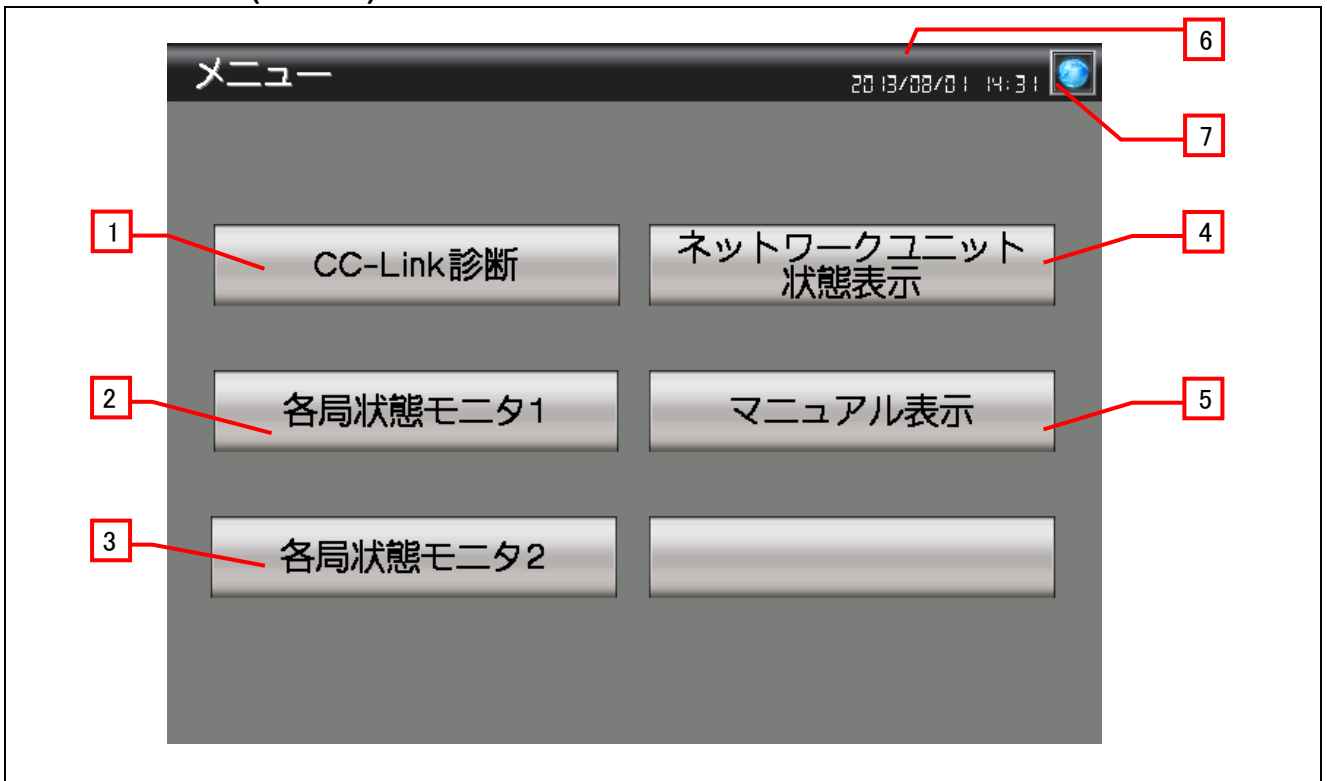 6
メニュー
2013/08/01 14:31
7
1
CC-Link診断
ネットワークユニット
状態表示
4
2
各局状態モニタ1
マニュアル表示
5
3
各局状態モニタ2